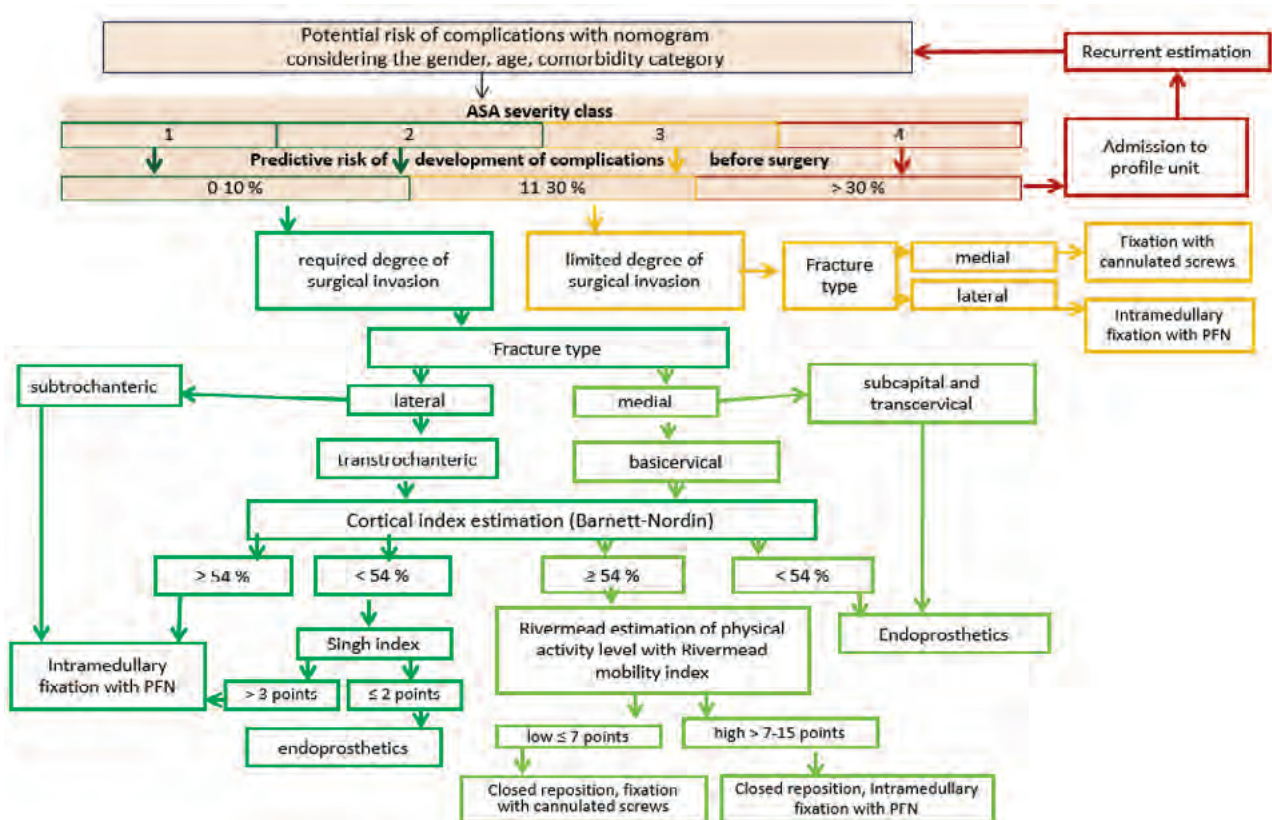 Potential risk of complications with nomogram
considering the gender, age, comorbidity category
Recurrent estimation
ASA severity class
1
2
3
4
Predictive risk of development of complications before surgery
0-10 %
11-30 %
> 30 %
Admission to
profile unit
required degree of
surgical invasion
limited degree of
surgical invasion
Fracture
type
medial
lateral
Fixation with
cannulated screws
Intramedullary
fixation with PFN
Fracture type
subtrochanteric
lateral
medial
subcapital and
transcervical
transtrochanteric
basicervical
Cortical index estimation (Barnett-Nordin)
> 54 %
< 54 %
≥ 54 %
< 54 %
Singh index
Rivermead estimation of physical
activity level with Rivermead
mobility index
Endoprosthetics
Intramedullary
fixation with PFN
> 3 points
≤ 2 points
endoprosthetics
low ≤ 7 points
high > 7-15 points
Closed reposition, fixation
with cannulated screws
Closed reposition, Intramedullary
fixation with PFN